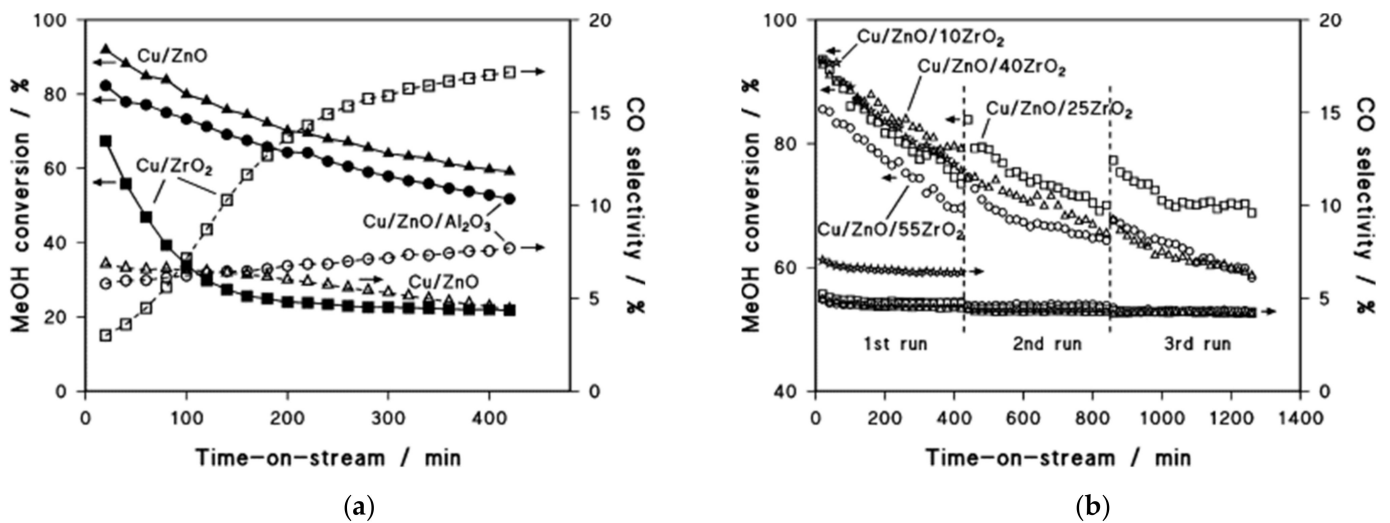 100
80
60
40
20
0
MeOH conversion / %
20
15
10
5
0
CO selectivity / %
0 100 200 300 400
Time-on-stream / min
Cu/ZnO
Cu/ZrO₂
Cu/ZnO/Al₂O₃
Cu/ZnO
(a)
100
80
60
40
MeOH conversion / %
20
15
10
5
0
CO selectivity / %
0 200 400 600 800 1000 1200 1400
Time-on-stream / min
Cu/ZnO/10ZrO₂
Cu/ZnO/40ZrO₂
Cu/ZnO/25ZrO₂
Cu/ZnO/55ZrO₂
1st run 2nd run 3rd run
(b)